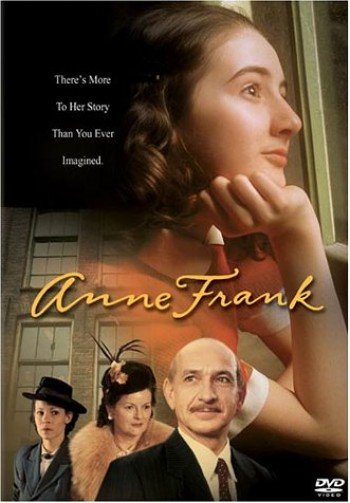 There's More
To Her Story
Than You Ever
Imagined.
Anne Frank
DVD
VIDEO